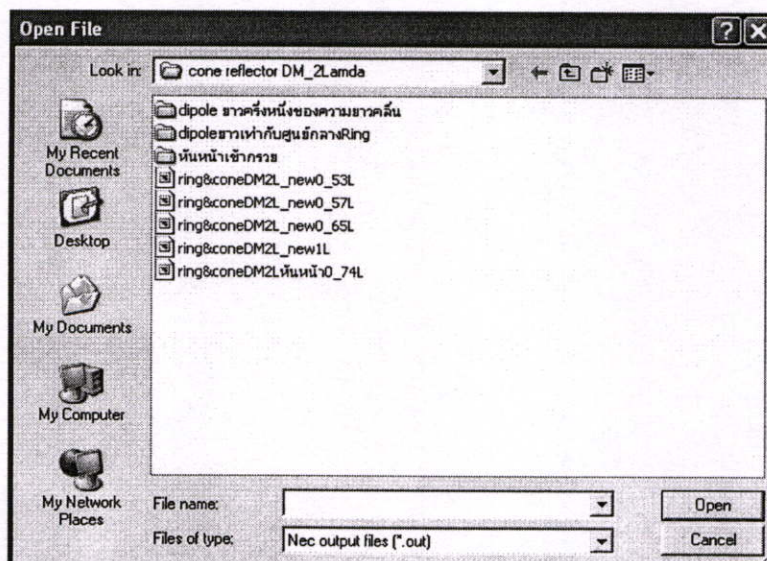 Open File
Look in: cone reflector DM_2Lamda
My Recent Documents
Desktop
My Documents
My Computer
My Network Places
dipole ยาวครึ่งหนึ่งของความยาวคลื่น
dipoleยาวเท่ากับศูนย์กลางRing
หันหน้าเข้ากรวย
ring&coneDM2L_new0_53L
ring&coneDM2L_new0_57L
ring&coneDM2L_new0_65L
ring&coneDM2L_new1L
ring&coneDM2Lหันหน้า0_74L
File name:
Open
Files of type: Nec output files (*.out)
Cancel